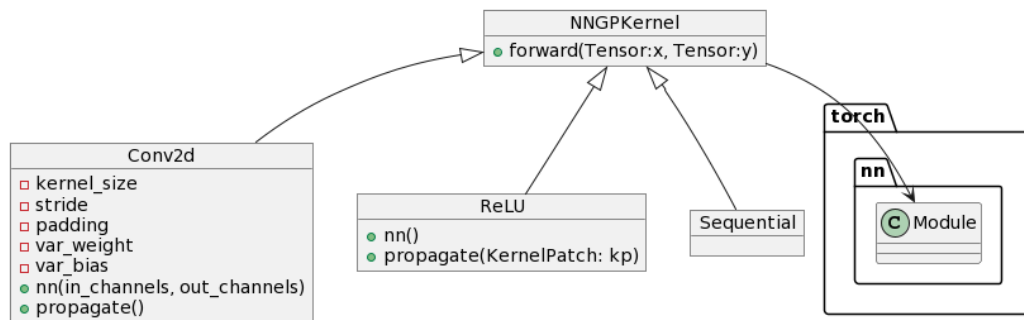 NNGPKernel
forward(Tensor:x, Tensor:y)
torch
Conv2d
kernel_size
stride
padding
var_weight
var_bias
nn(in_channels, out_channels)
propagate()
ReLU
nn()
propagate(KernelPatch: kp)
Sequential
nn
C Module